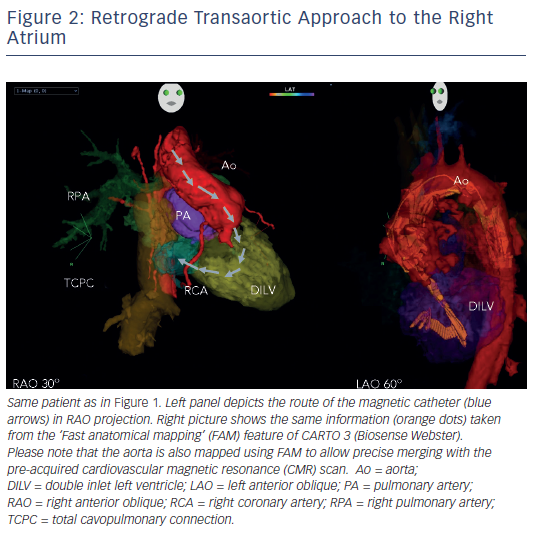 Figure 2: Retrograde Transaortic Approach to the Right
Atrium
1-Map (0, 0)
LAT
Ao
RPA
PA
TCPC
RCA
DILV
RAO 30°
Ao
DILV
LAO 60°
Same patient as in Figure 1. Left panel depicts the route of the magnetic catheter (blue
arrows) in RAO projection. Right picture shows the same information (orange dots) taken
from the ‘Fast anatomical mapping’ (FAM) feature of CARTO 3 (Biosense Webster).
Please note that the aorta is also mapped using FAM to allow precise merging with the
pre-acquired cardiovascular magnetic resonance (CMR) scan. Ao = aorta;
DILV = double inlet left ventricle; LAO = left anterior oblique; PA = pulmonary artery;
RAO = right anterior oblique; RCA = right coronary artery; RPA = right pulmonary artery;
TCPC = total cavopulmonary connection.